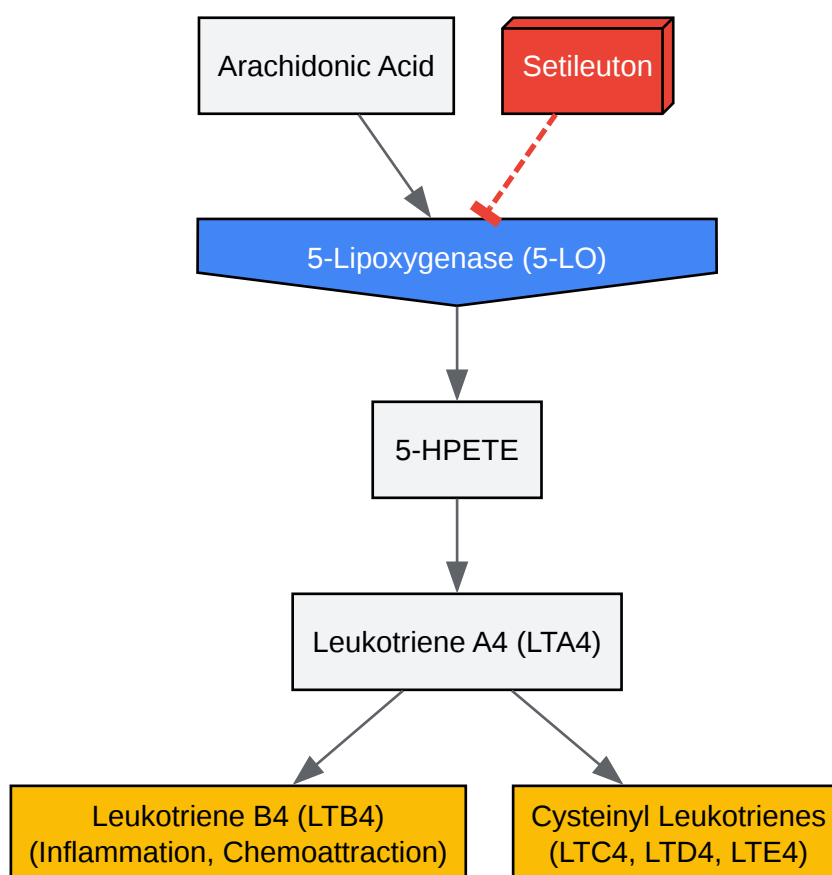 Arachidonic Acid
Setileuton
5-Lipoxygenase (5-LO)
5-HPETE
Leukotriene A4 (LTA4)
Leukotriene B4 (LTB4)
(Inflammation, Chemoattraction)
Cysteinyl Leukotrienes
(LTC4, LTD4, LTE4)